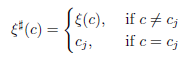 ξ♯(c) = { ξ(c), if c ≠ cj
cj, if c = cj